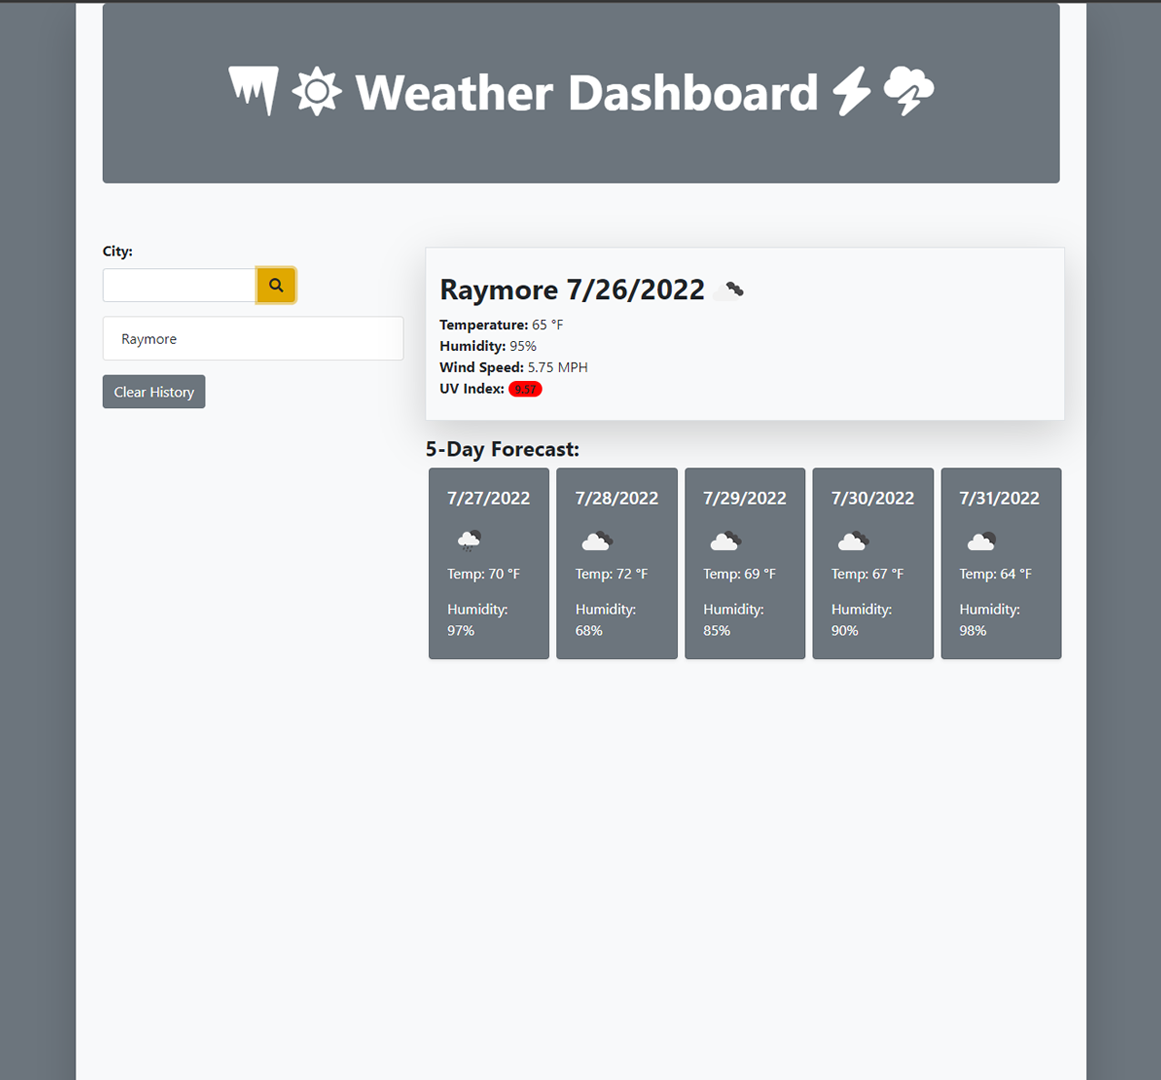 Weather Dashboard
City:
Raymore
Clear History
Raymore 7/26/2022
Temperature: 65 °F
Humidity: 95%
Wind Speed: 5.75 MPH
UV Index: 9.57
5-Day Forecast:
7/27/2022
Temp: 70 °F
Humidity:
97%
7/28/2022
Temp: 72 °F
Humidity:
68%
7/29/2022
Temp: 69 °F
Humidity:
85%
7/30/2022
Temp: 67 °F
Humidity:
90%
7/31/2022
Temp: 64 °F
Humidity:
98%